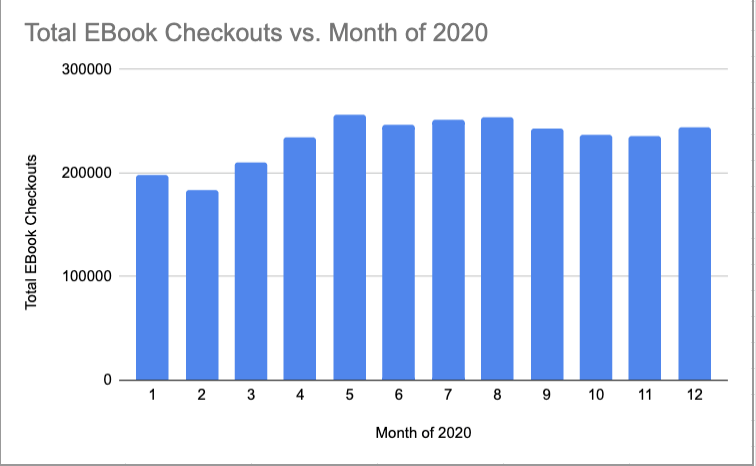 Total EBook Checkouts vs. Month of 2020
Total EBook Checkouts
300000
200000
100000
0
1 2 3 4 5 6 7 8 9 10 11 12
Month of 2020